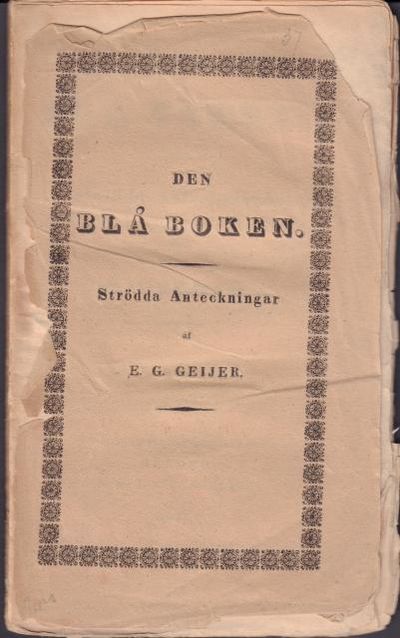 DEN
BLÅ BOKEN.
Strödda Anteckningar
af
E. G. GEIJER.